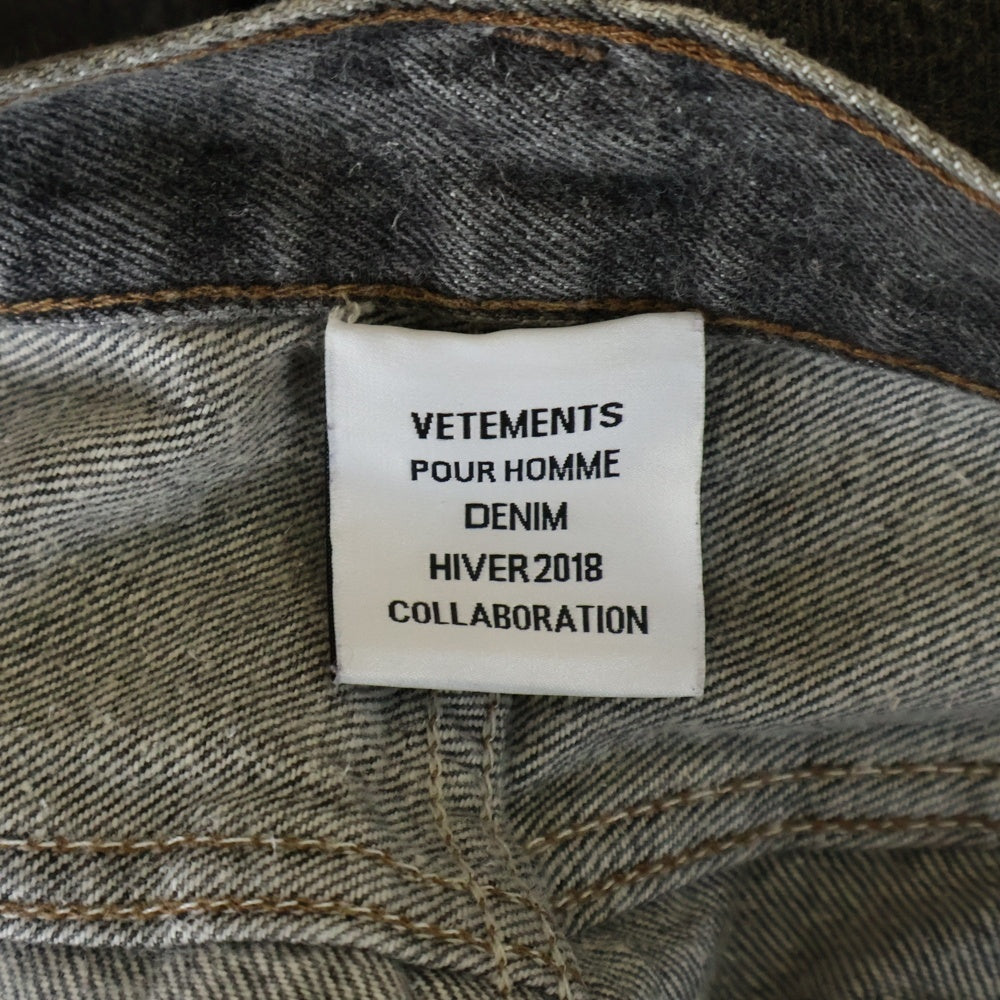 VETEMENTS
POUR HOMME
DENIM
HIVER 2018
COLLABORATION